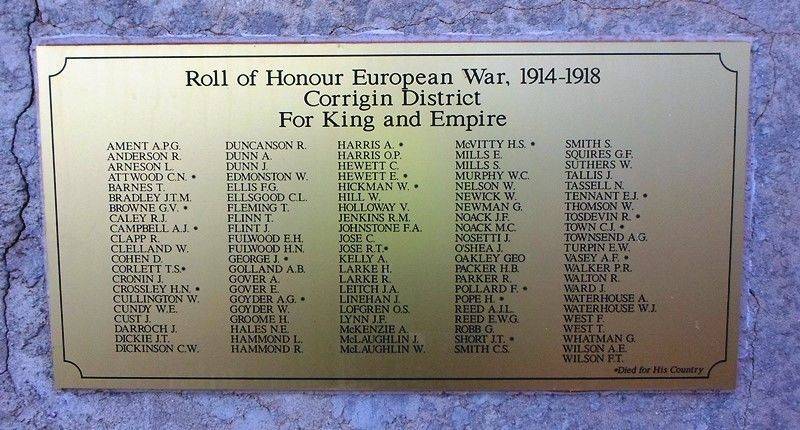 Roll of Honour European War, 1914-1918
Corrigin District
For King and Empire
AMENT A.P.G.
ANDERSON R.
ARNESON L.
ATTWOOD C.N. *
BARNES T.
BRADLEY J.T.M.
BROWNE G.V. *
CALEY R.J.
CAMPBELL A.J. *
CLAPP R.
CLELLAND W.
COHEN D.
CORLETT T.S.*
CRONIN J.
CROSSLEY H.N. *
CULLINGTON W.
CUNDY W.E.
CUST J.
DARROCH J.
DICKIE J.T.
DICKINSON C.W.
DUNCANSON R.
DUNN A.
DUNN J.
EDMONSTON W.
ELLIS F.G.
ELLSGOOD C.L.
FLEMING T.
FLINN T.
FLINT J.
FULWOOD E.H.
FULWOOD H.N.
GEORGE J. *
GOLLAND A.B.
GOVER A.
GOVER E.
GOYDER A.G. *
GOYDER W.
GROOME H.
HALES N.E.
HAMMOND L.
HAMMOND R.
HARRIS A. *
HARRIS O.P.
HEWETT C.
HEWETT E. *
HICKMAN W. *
HILL W.
HOLLOWAY V.
JENKINS R.M.
JOHNSTONE F.A.
JOSE C.
JOSE R.T.*
KELLY A.
LARKE H.
LARKE R.
LEITCH J.A.
LINEHAN J.
LOFGREN O.S.
LYNN J.F.
McKENZIE A.
McLAUGHLIN J.
McLAUGHLIN W.
McVITTY H.S. *
MILLS E.
MILLS S.
MURPHY W.C.
NELSON W.
NEWICK W.
NEWMAN G.
NOACK J.F.
NOACK M.C.
NOSETTI J.
O'SHEA J.
OAKLEY GEO
PACKER H.B.
PARKER R.
POLLARD F. *
POPE H. *
REED A.J.L.
REED E.W.G.
ROBB G.
SHORT J.T. *
SMITH C.S.
SMITH S.
SQUIRES G.F.
SUTHERS W.
TALLIS J.
TASSELL N.
TENNANT E.J. *
THOMSON W.
TOSDEVIN R. *
TOWN C.J. *
TOWNSEND A.G.
TURPIN E.W.
VASEY A.F. *
WALKER P.R.
WALTON R.
WARD J.
WATERHOUSE A.
WATERHOUSE W.J.
WEST F.
WEST T.
WHATMAN G.
WILSON A.E.
WILSON F.T.
*Died for His Country